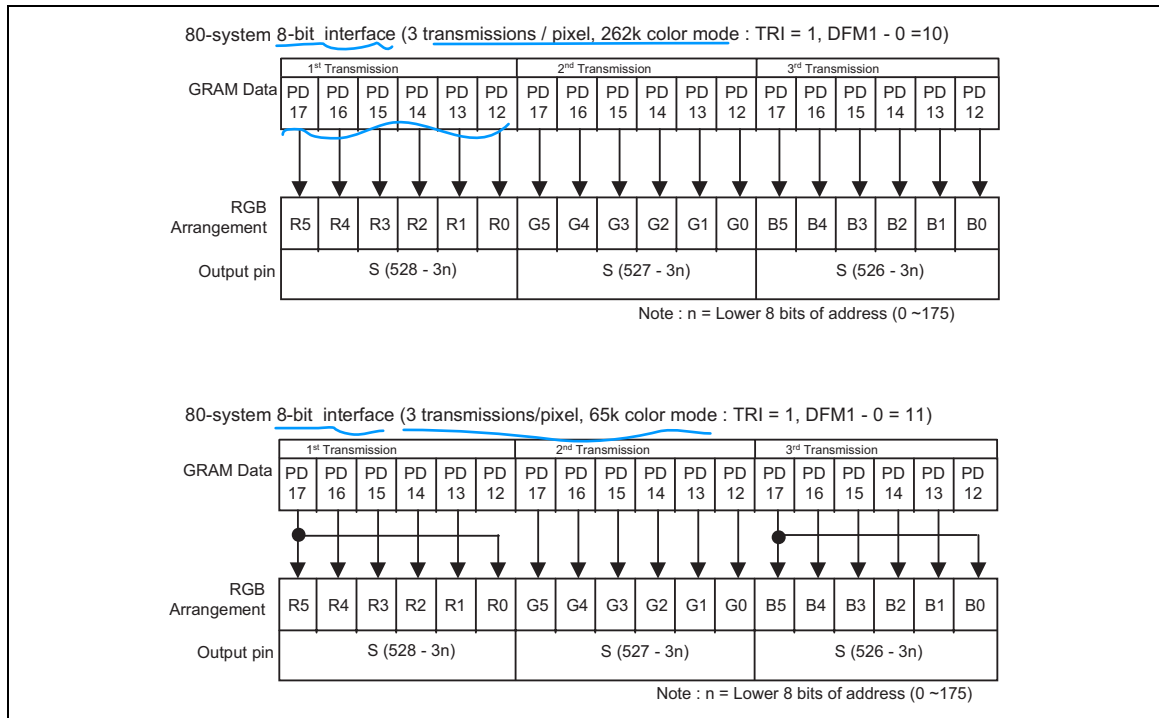 80-system 8-bit interface (3 transmissions / pixel, 262k color mode : TRI = 1, DFM1 - 0 =10)
1st Transmission 2nd Transmission 3rd Transmission
GRAM Data PD 17 PD 16 PD 15 PD 14 PD 13 PD 12 PD 17 PD 16 PD 15 PD 14 PD 13 PD 12 PD 17 PD 16 PD 15 PD 14 PD 13 PD 12
RGB Arrangement R5 R4 R3 R2 R1 R0 G5 G4 G3 G2 G1 G0 B5 B4 B3 B2 B1 B0
Output pin S (528 - 3n) S (527 - 3n) S (526 - 3n)
Note : n = Lower 8 bits of address (0 ~175)
80-system 8-bit interface (3 transmissions/pixel, 65k color mode : TRI = 1, DFM1 - 0 = 11)
1st Transmission 2nd Transmission 3rd Transmission
GRAM Data PD 17 PD 16 PD 15 PD 14 PD 13 PD 12 PD 17 PD 16 PD 15 PD 14 PD 13 PD 12 PD 17 PD 16 PD 15 PD 14 PD 13 PD 12
RGB Arrangement R5 R4 R3 R2 R1 R0 G5 G4 G3 G2 G1 G0 B5 B4 B3 B2 B1 B0
Output pin S (528 - 3n) S (527 - 3n) S (526 - 3n)
Note : n = Lower 8 bits of address (0 ~175)